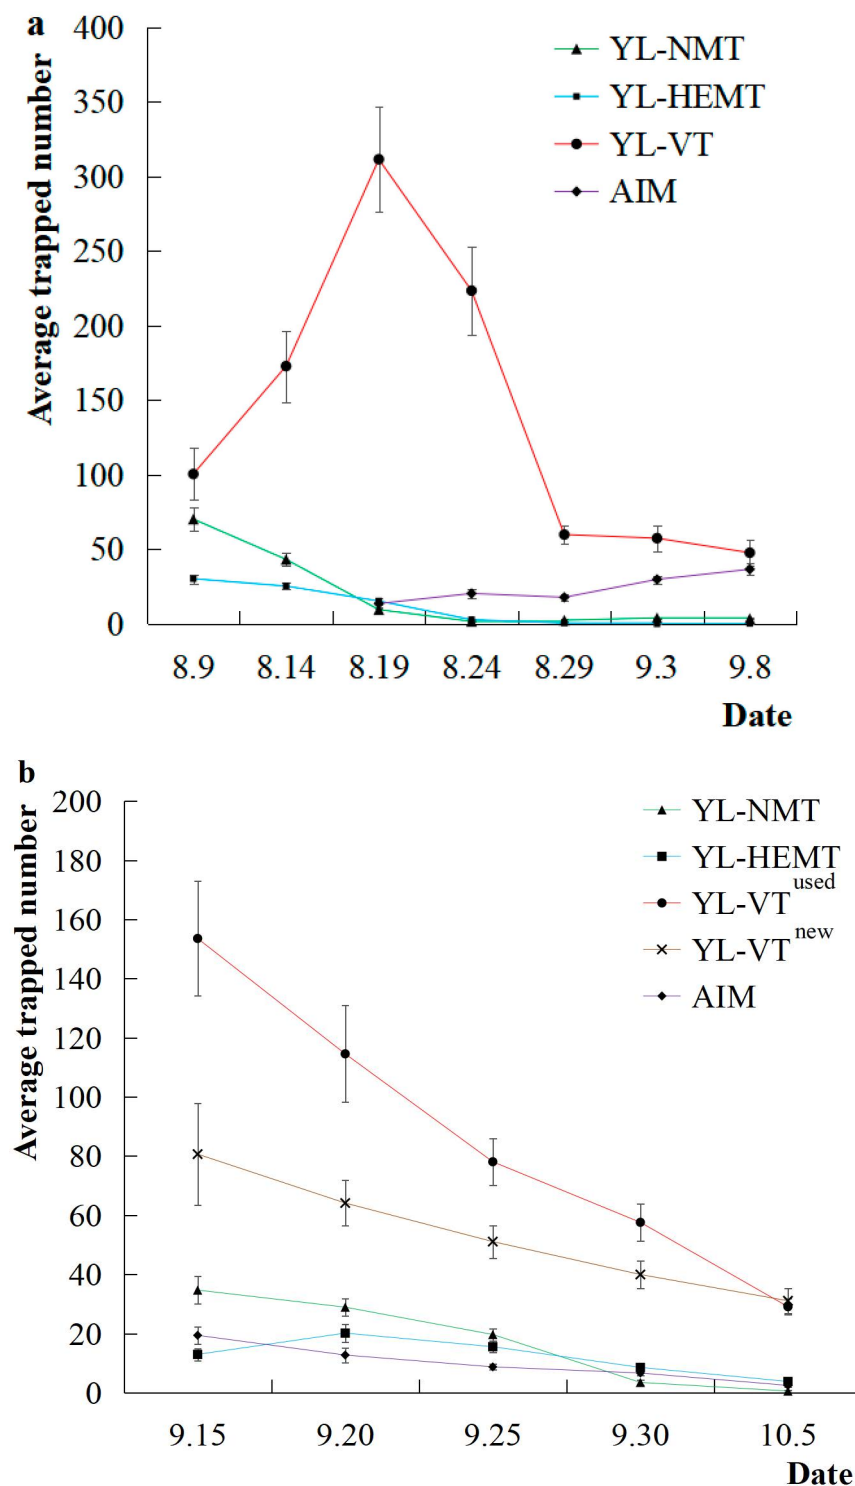 a
Average trapped number
400
350
300
250
200
150
100
50
0
YL-NMT
YL-HEMT
YL-VT
AIM
8.9 8.14 8.19 8.24 8.29 9.3 9.8
Date
b
Average trapped number
200
180
160
140
120
100
80
60
40
20
0
YL-NMT
YL-HEMT
YL-VT used
YL-VT new
AIM
9.15 9.20 9.25 9.30 10.5
Date